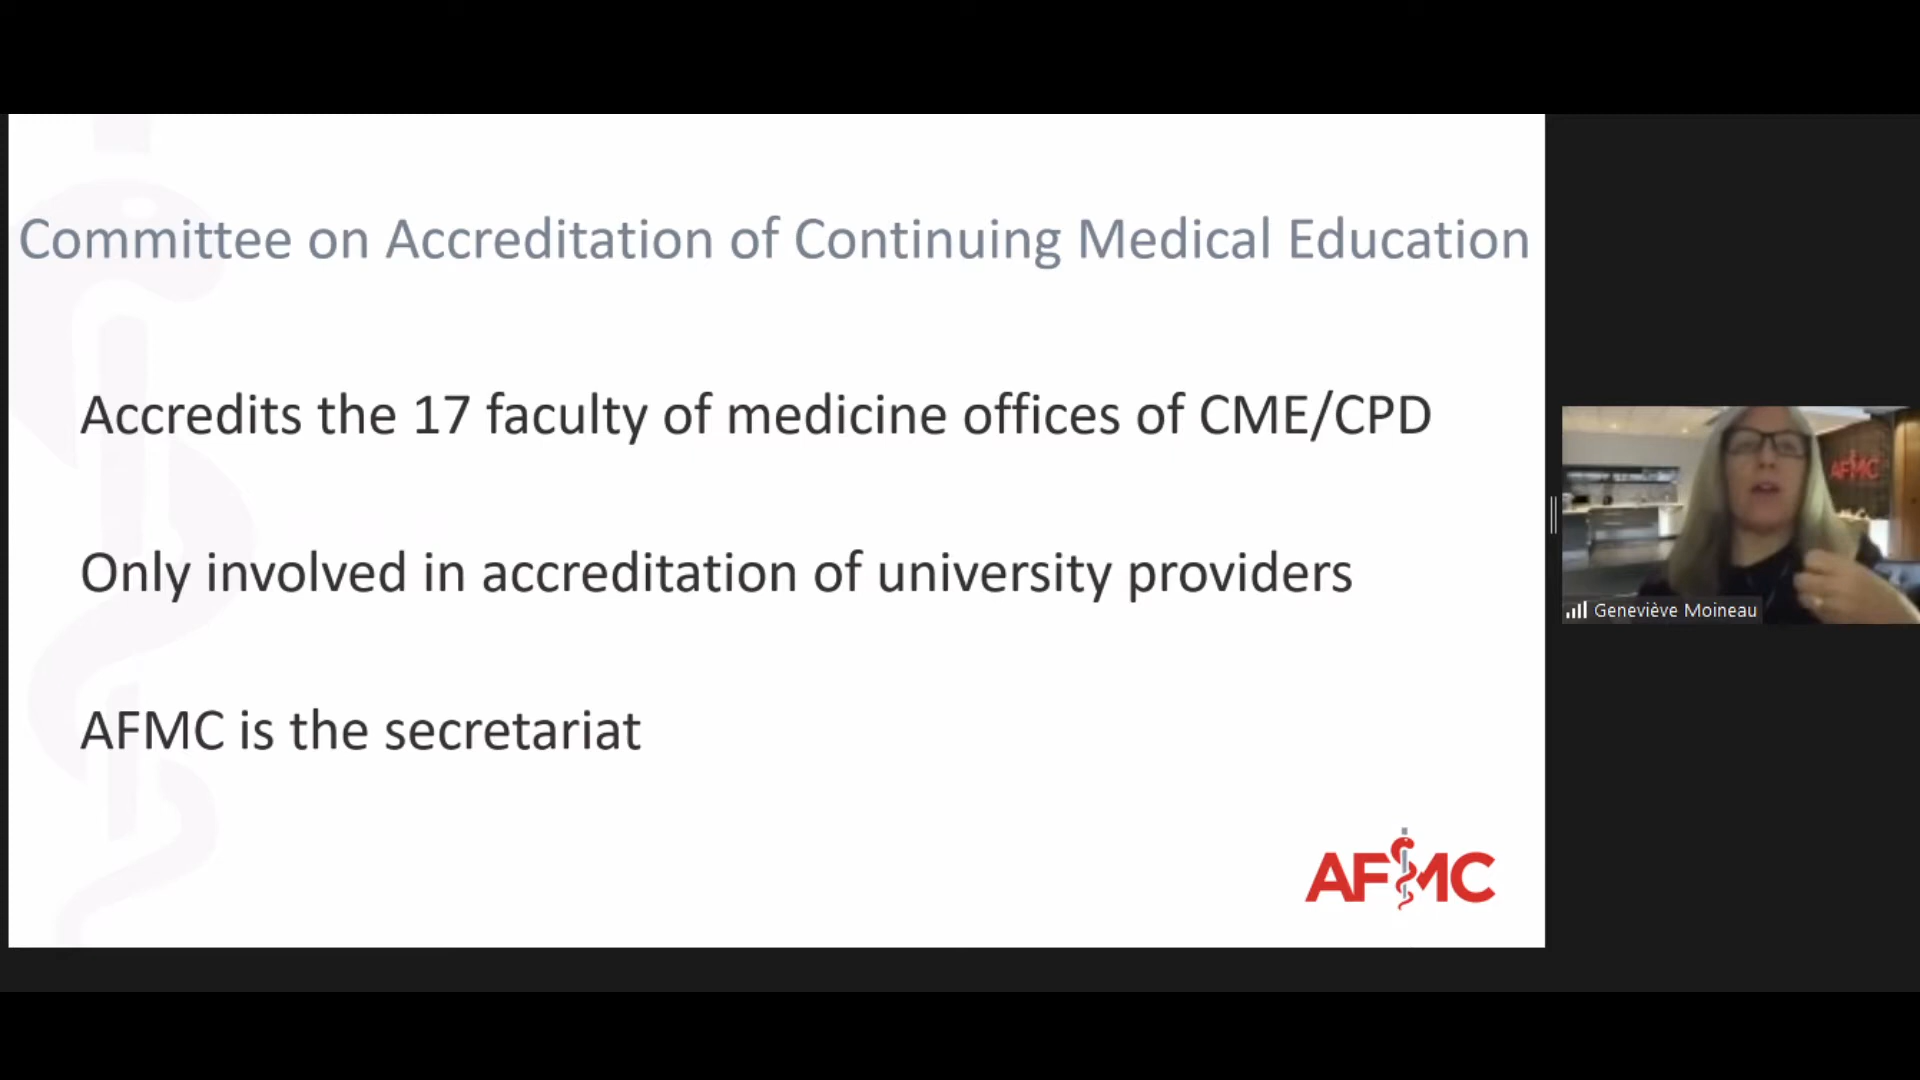 Committee on Accreditation of Continuing Medical Education
Accredits the 17 faculty of medicine offices of CME/CPD
Only involved in accreditation of university providers
AFMC is the secretariat
AFMC
AFMC
Geneviève Moineau